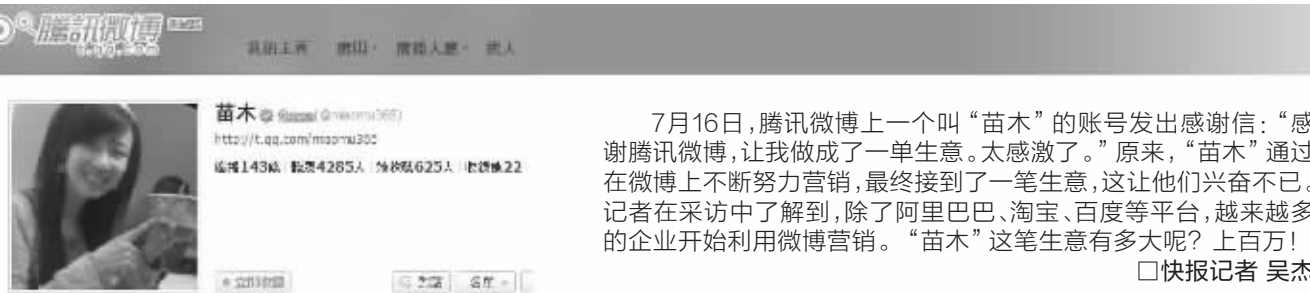 腾讯微博
苗木
http://t.qq.com/miaomu365
7月16日，腾讯微博上一个叫“苗木”的账号发出感谢信：“感
谢腾讯微博，让我做成了一单生意。太感激了。”原来，“苗木”通过
在微博上不断努力营销，最终接到了一笔生意，这让他们兴奋不已。
记者在采访中了解到，除了阿里巴巴、淘宝、百度等平台，越来越多
的企业开始利用微博营销。“苗木”这笔生意有多大呢？上百万！
□快报记者 吴杰